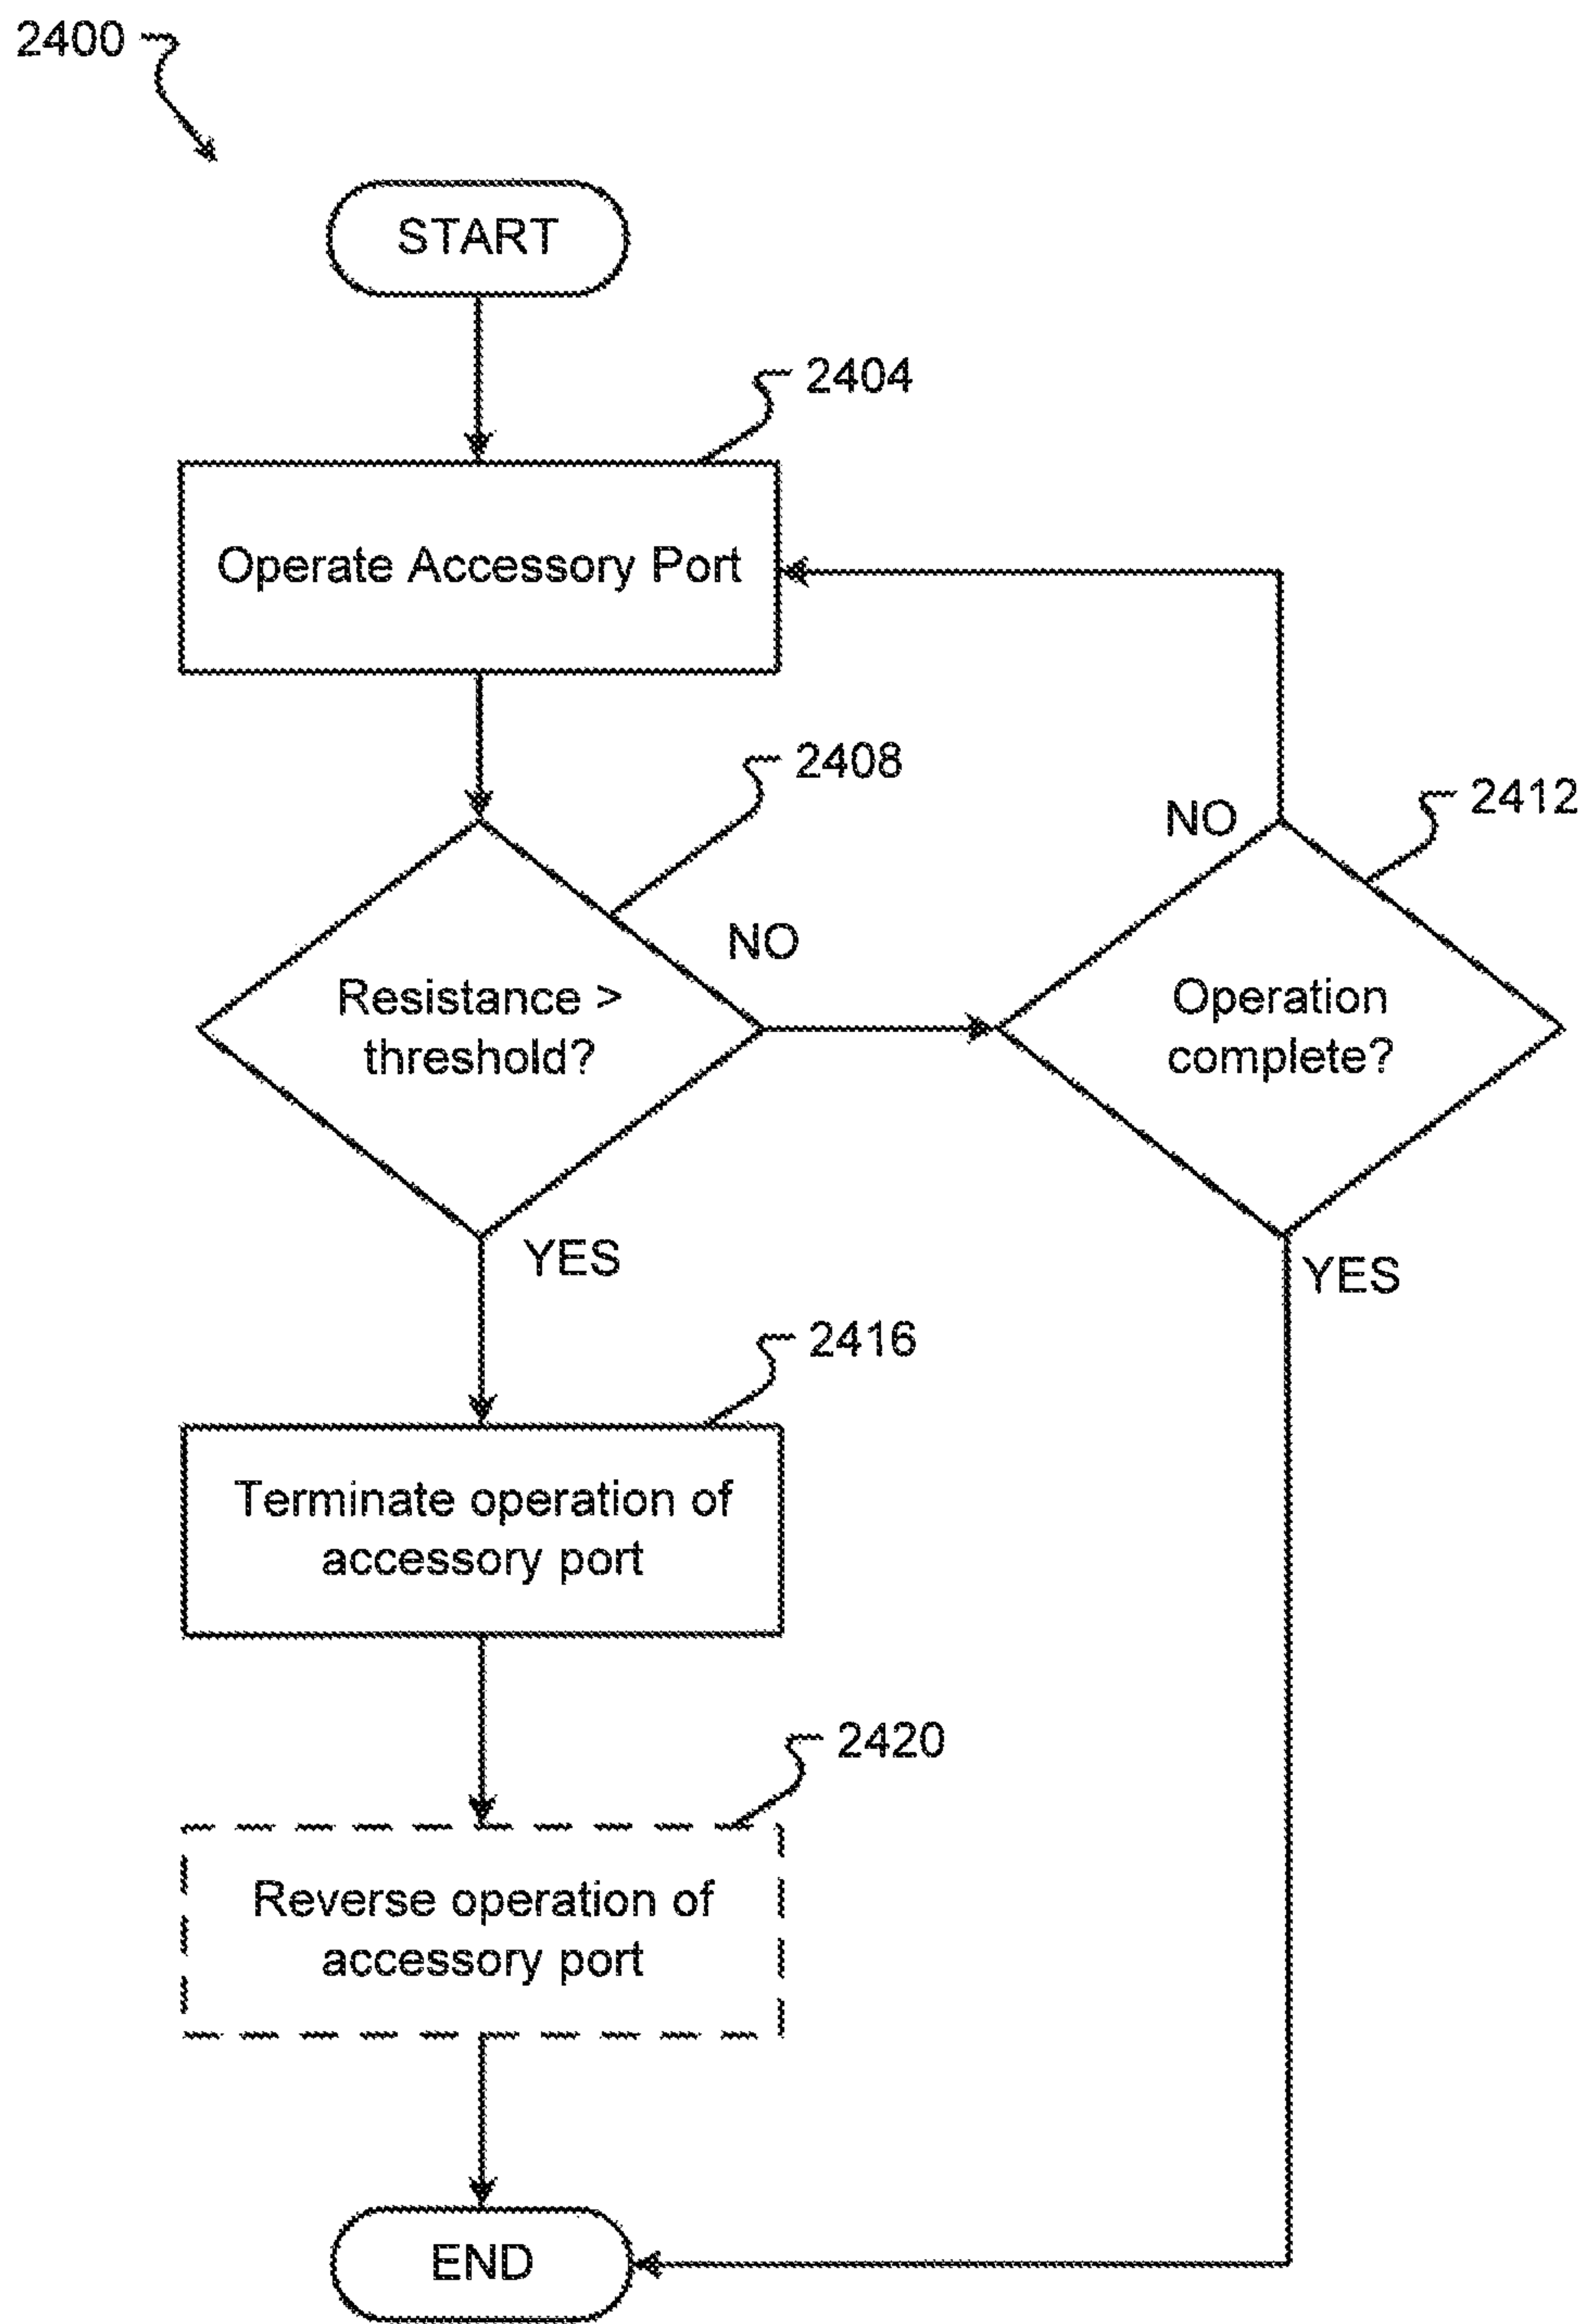 2400
START
2404
Operate Accessory Port
2408
2412
NO
NO
Resistance >
threshold?
Operation
complete?
YES
YES
2416
Terminate operation of
accessory port
2420
Reverse operation of
accessory port
END